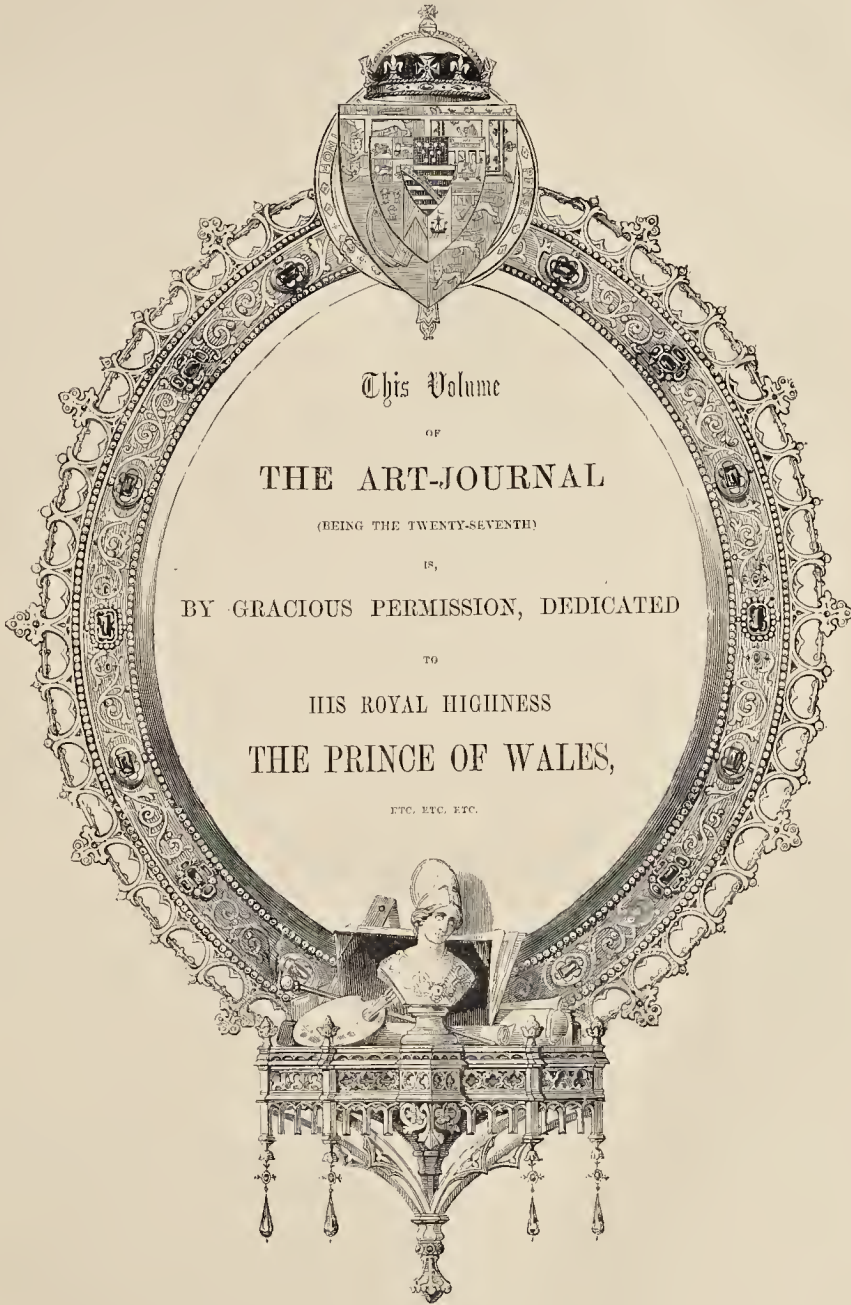 This Volume
OF
THE ART-JOURNAL
(BEING THE TWENTY-SEVENTH)
IS,
BY GRACIOUS PERMISSION, DEDICATED
TO
HIS ROYAL HIGHNESS
THE PRINCE OF WALES,
ETC. ETC. ETC.